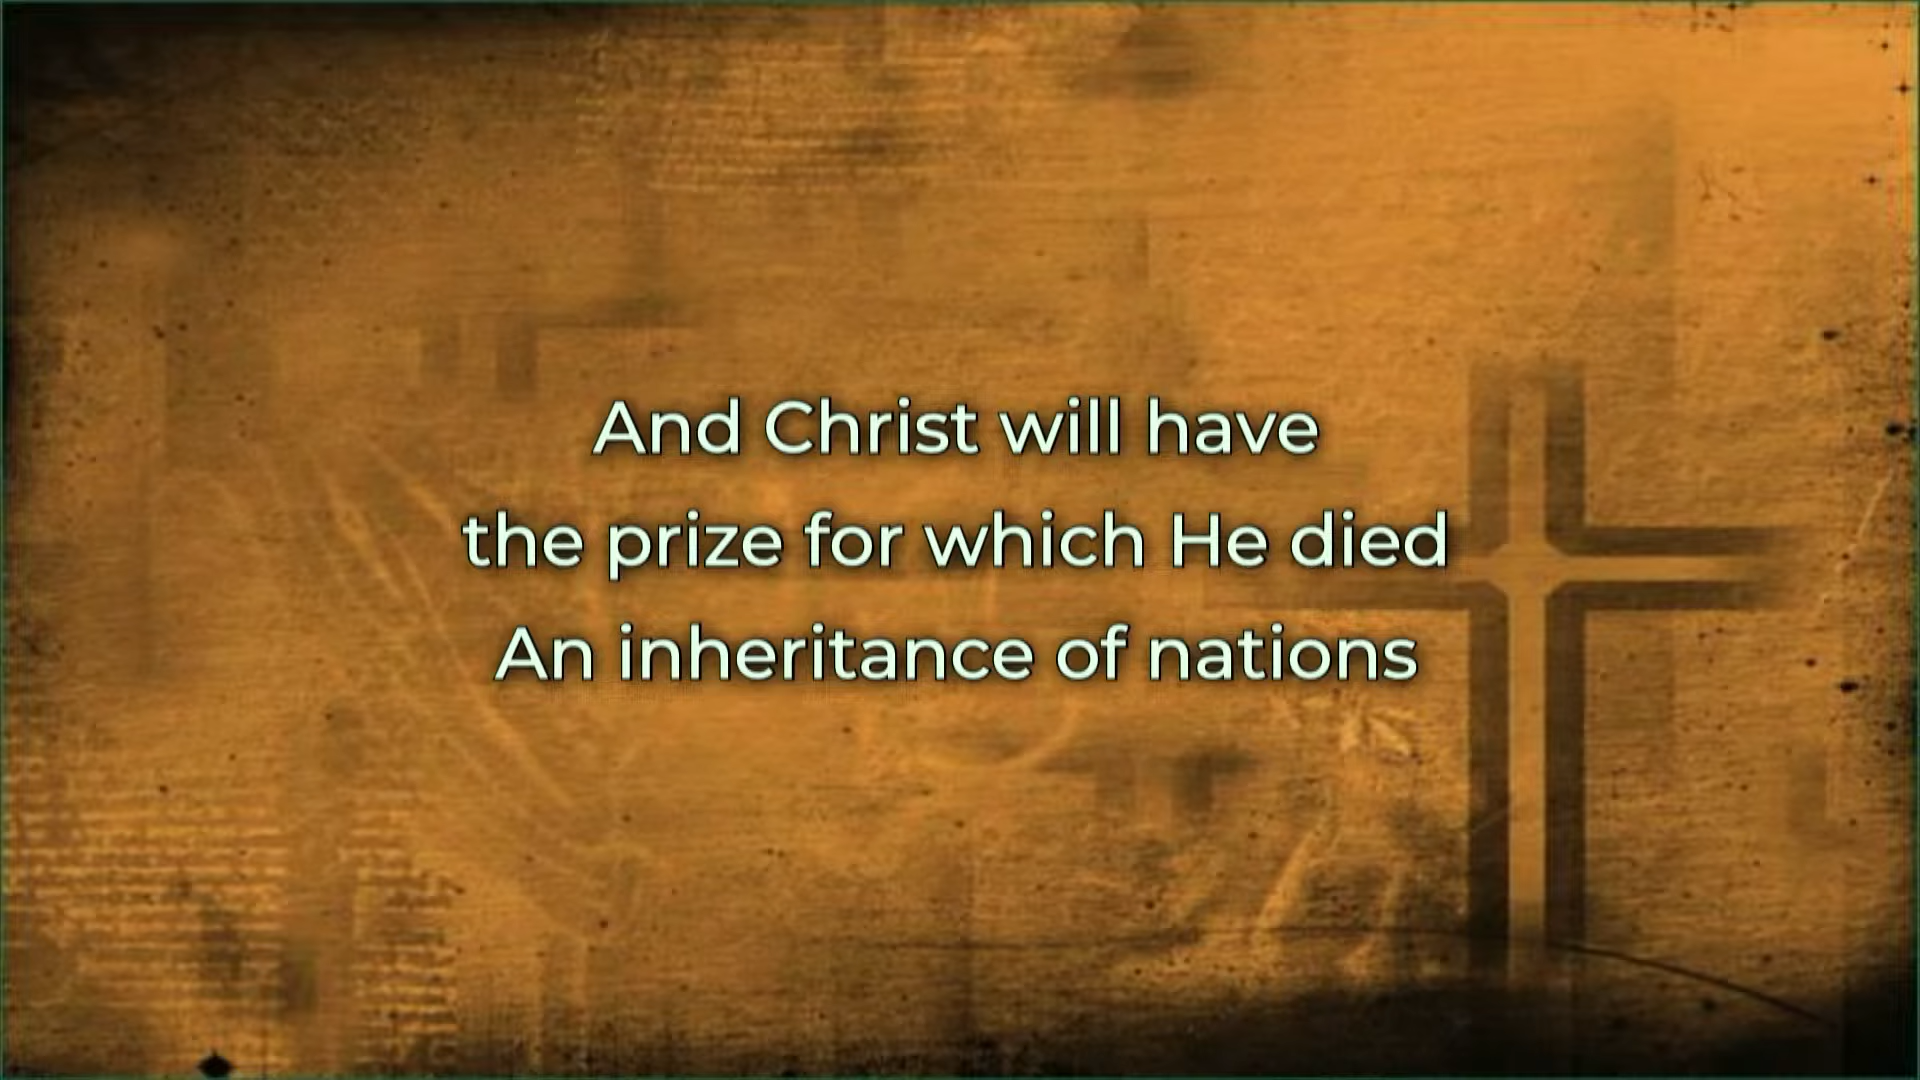 And Christ will have
the prize for which He died
An inheritance of nations